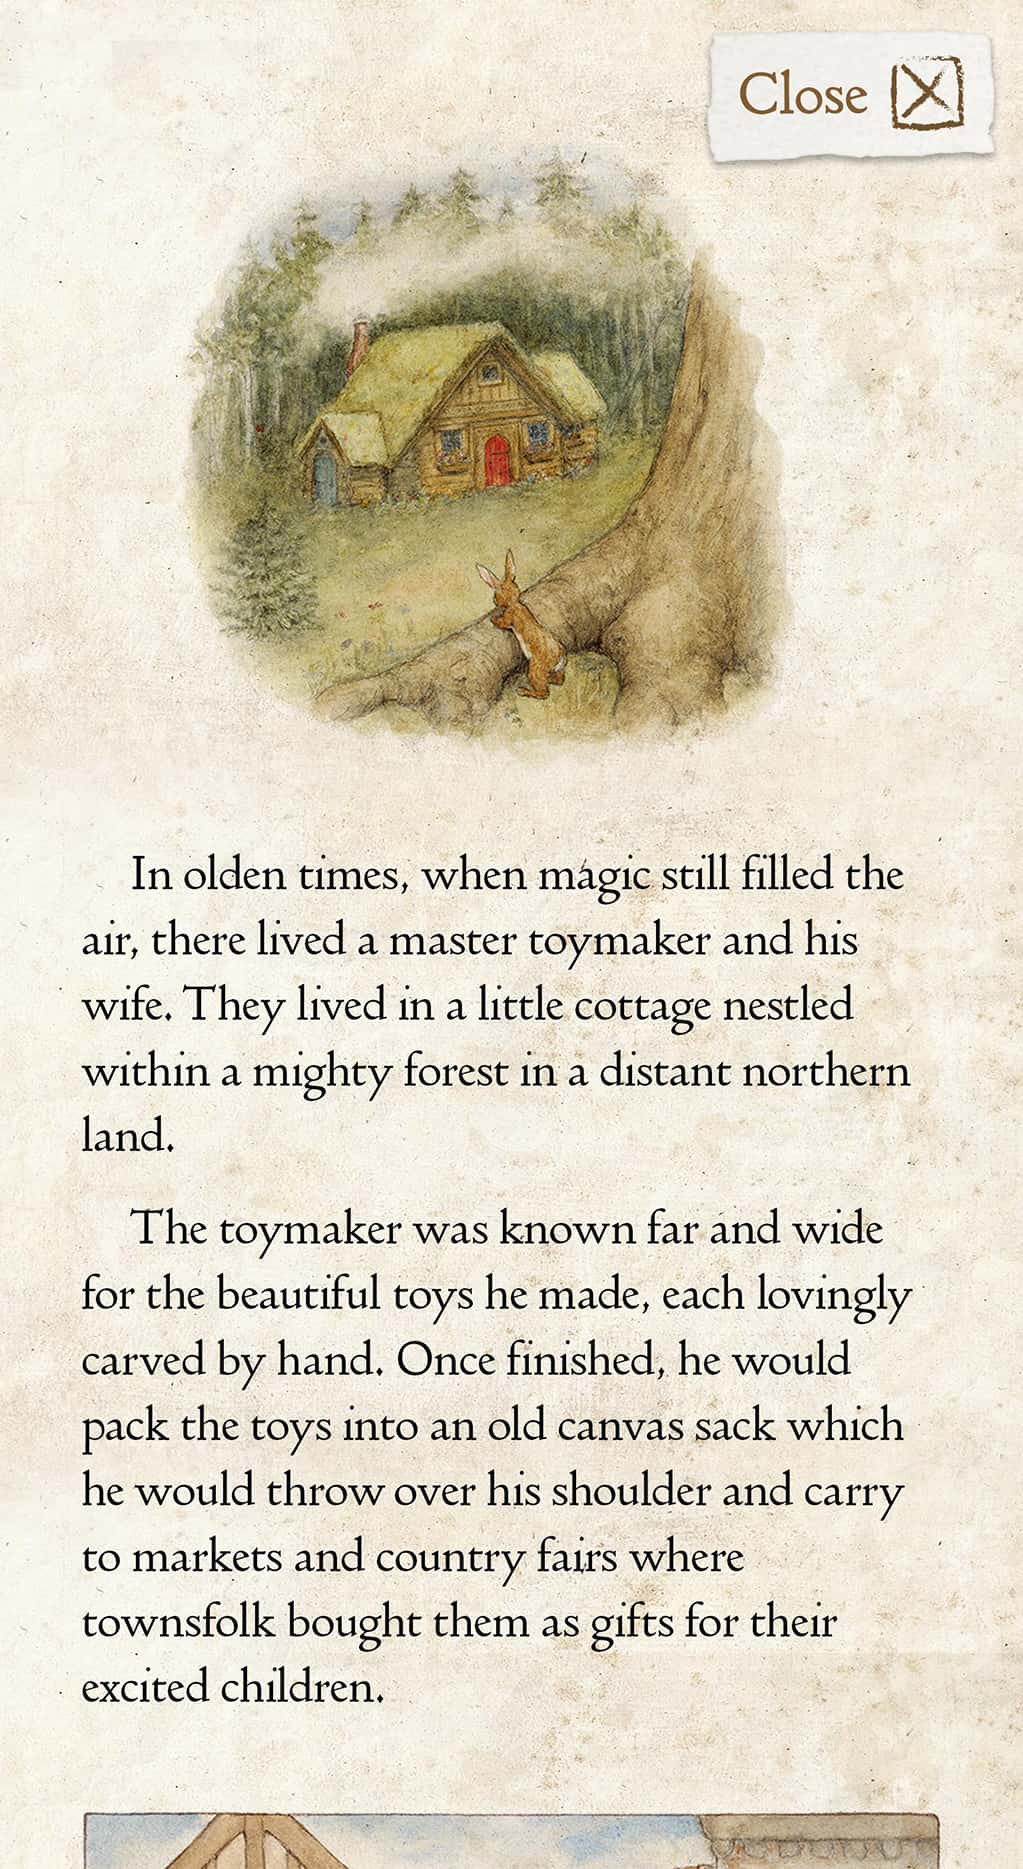 Close
In olden times, when magic still filled the
air, there lived a master toymaker and his
wife. They lived in a little cottage nestled
within a mighty forest in a distant northern
land.
The toymaker was known far and wide
for the beautiful toys he made, each lovingly
carved by hand. Once finished, he would
pack the toys into an old canvas sack which
he would throw over his shoulder and carry
to markets and country fairs where
townsfolk bought them as gifts for their
excited children.